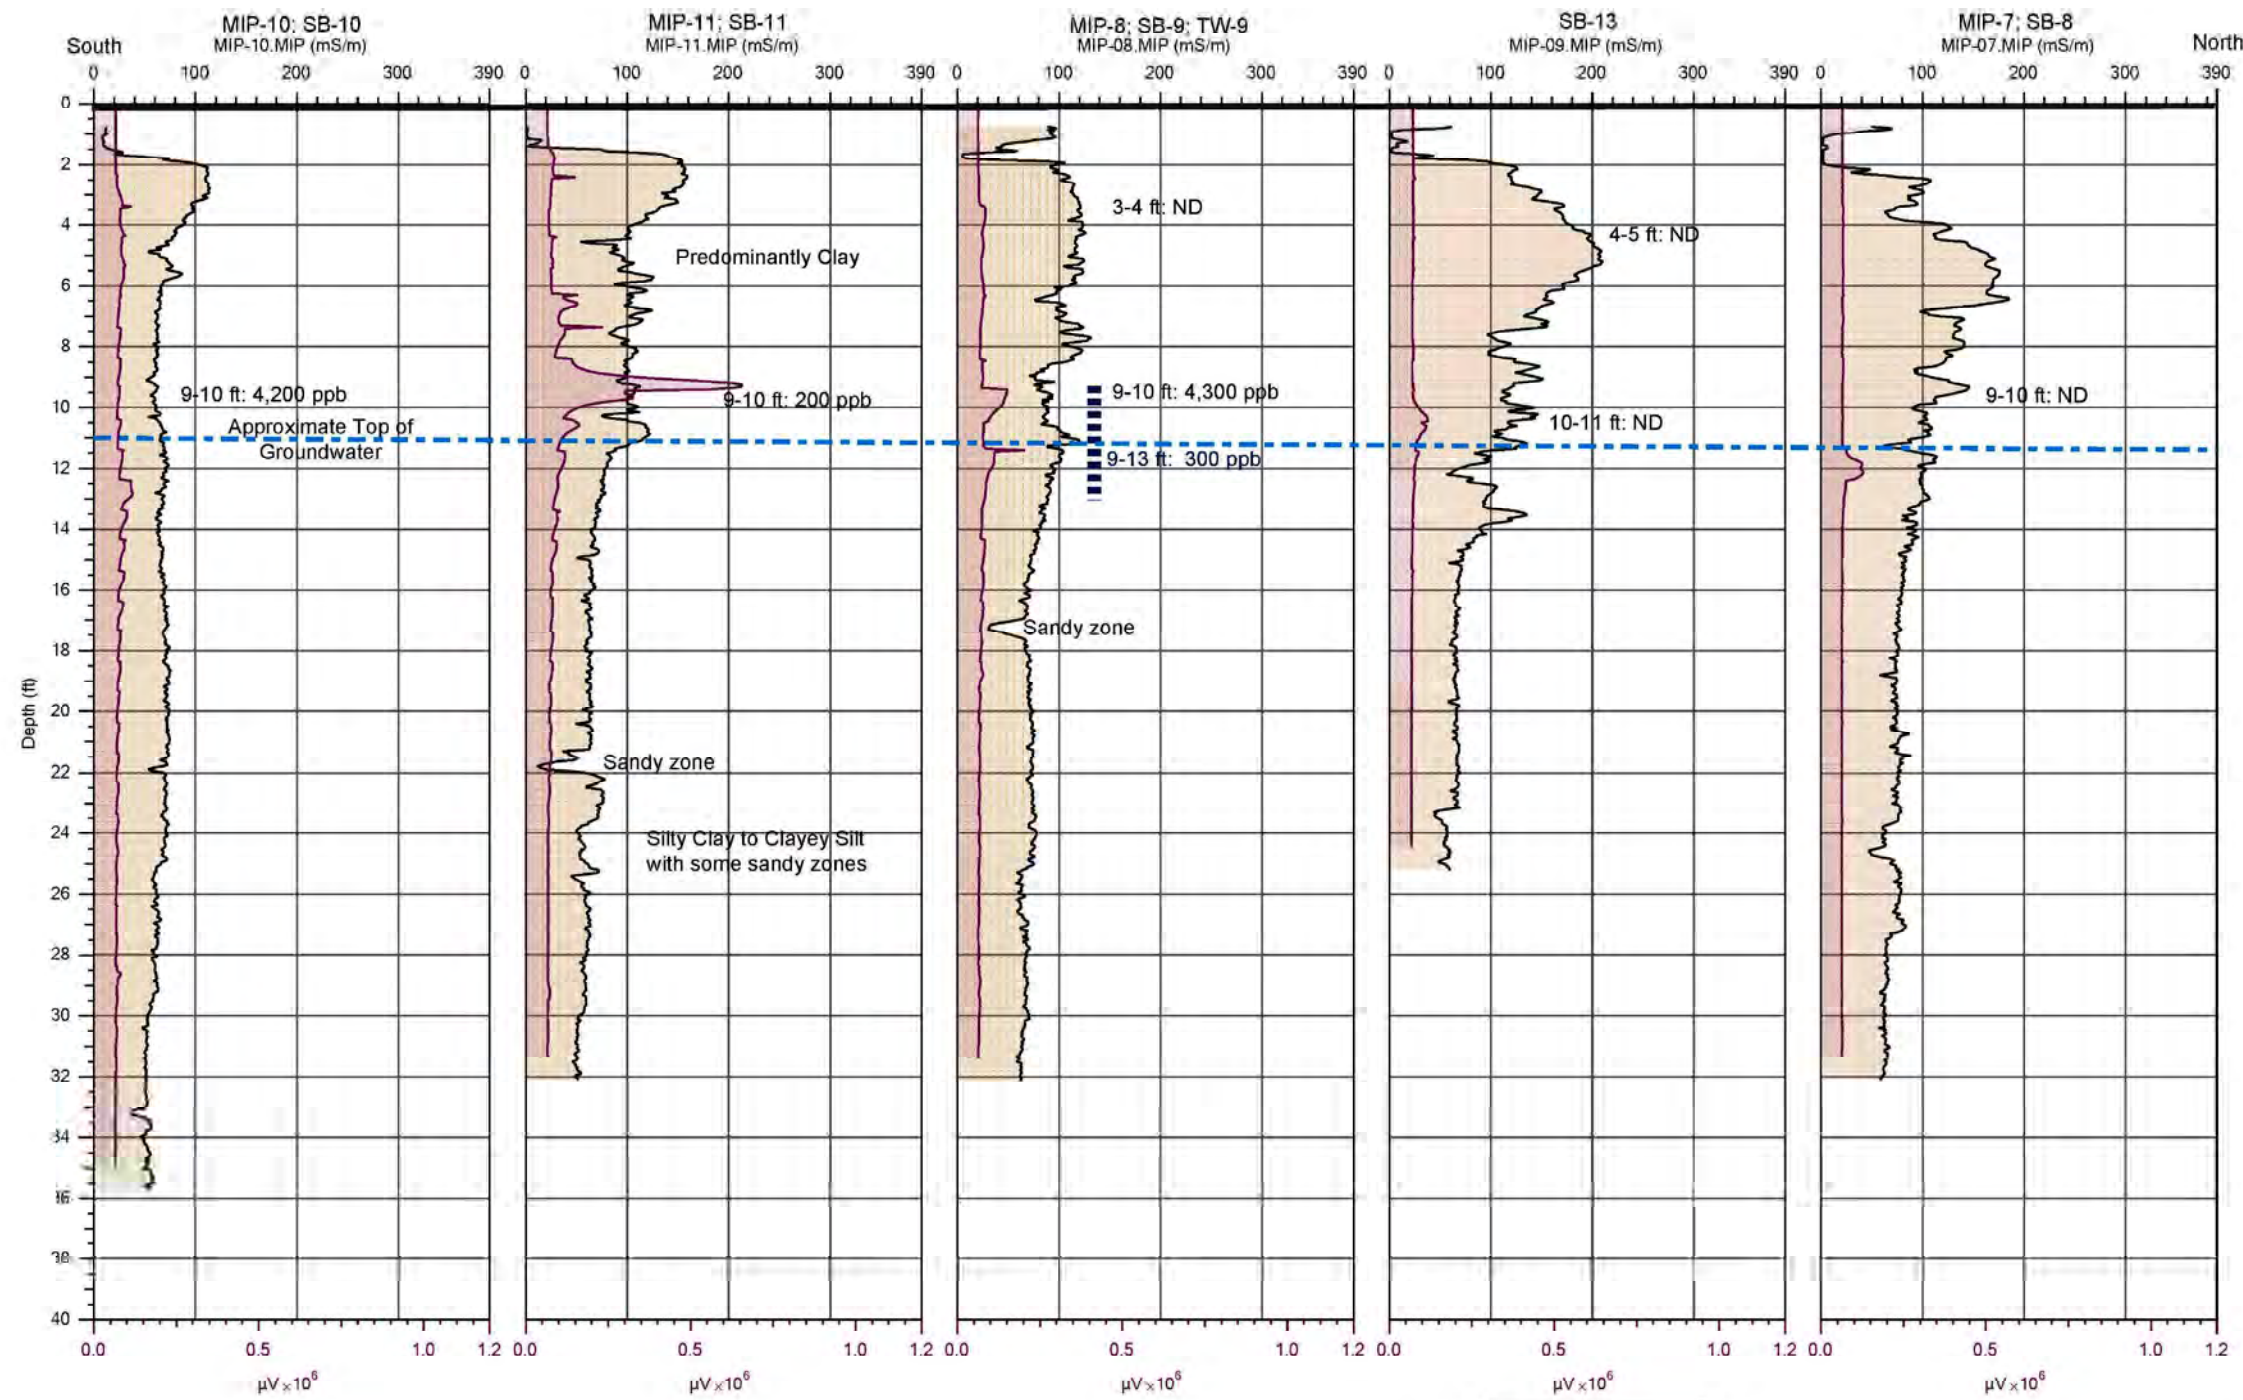 MIP-10; SB-10
MIP-11; SB-11
MIP-8; SB-9; TW-9
SB-13
MIP-7; SB-8
South
MIP-10.MIP (mS/m)
MIP-11.MIP (mS/m)
MIP-08.MIP (mS/m)
MIP-09.MIP (mS/m)
MIP-07.MIP (mS/m)
North
0 100 200 300 390
0 100 200 300 390
0 100 200 300 390
0 100 200 300 390
0 100 200 300 390
0
2
4
6
8
10
12
14
16
18
20
22
24
26
28
30
32
34
36
38
40
Depth (ft)
9-10 ft: 4,200 ppb
Approximate Top of
Groundwater
Predominantly Clay
9-10 ft: 200 ppb
Sandy zone
Silty Clay to Clayey Silt
with some sandy zones
3-4 ft: ND
9-10 ft: 4,300 ppb
9-13 ft: 300 ppb
Sandy zone
4-5 ft: ND
10-11 ft: ND
9-10 ft: ND
0.0 0.5 1.0 1.2
0.0 0.5 1.0 1.2
0.0 0.5 1.0 1.2
0.0 0.5 1.0 1.2
0.0 0.5 1.0 1.2
µV×10⁶
µV×10⁶
µV×10⁶
µV×10⁶
µV×10⁶